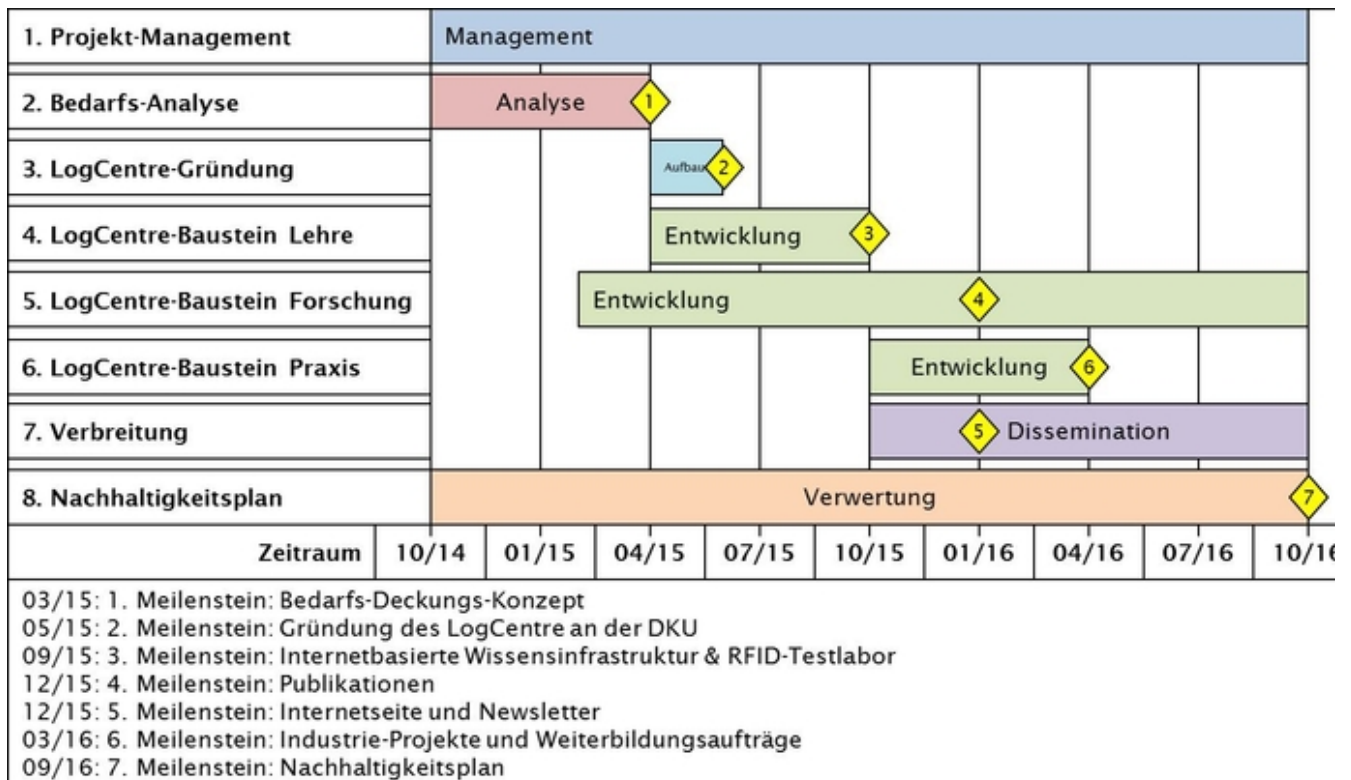 1. Projekt-Management Management
2. Bedarfs-Analyse Analyse 1
3. LogCentre-Gründung Aufbau 2
4. LogCentre-Baustein Lehre Entwicklung 3
5. LogCentre-Baustein Forschung Entwicklung 4
6. LogCentre-Baustein Praxis Entwicklung 6
7. Verbreitung 5 Dissemination
8. Nachhaltigkeitsplan Verwertung 7
Zeitraum 10/14 01/15 04/15 07/15 10/15 01/16 04/16 07/16 10/16
03/15: 1. Meilenstein: Bedarfs-Deckungs-Konzept
05/15: 2. Meilenstein: Gründung des LogCentre an der DKU
09/15: 3. Meilenstein: Internetbasierte Wissensinfrastruktur & RFID-Testlabor
12/15: 4. Meilenstein: Publikationen
12/15: 5. Meilenstein: Internetseite und Newsletter
03/16: 6. Meilenstein: Industrie-Projekte und Weiterbildungsaufträge
09/16: 7. Meilenstein: Nachhaltigkeitsplan